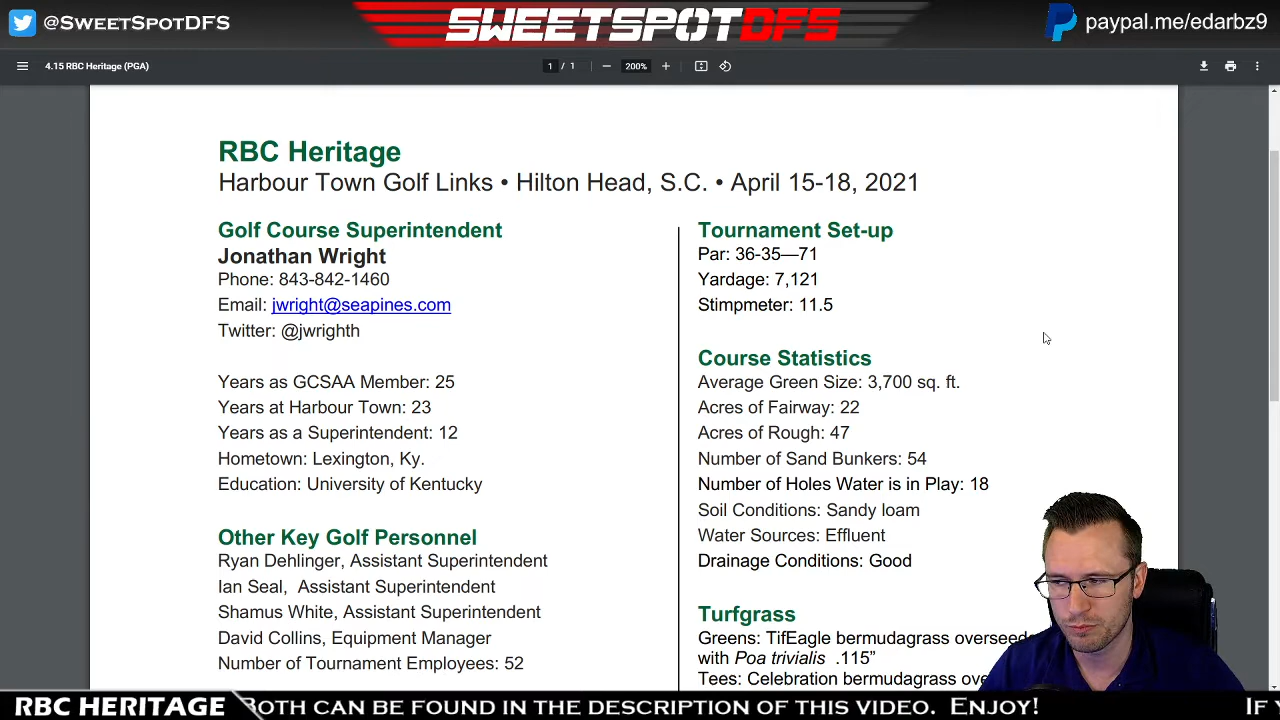 @SWEETSPOTDFS
SWEETSPOTDFS
paypal.me/edarbz9
4.15 RBC Heritage (PGA)
1 / 1
200%
RBC Heritage
Harbour Town Golf Links • Hilton Head, S.C. • April 15-18, 2021
Golf Course Superintendent
Jonathan Wright
Phone: 843-842-1460
Email: jwright@seapines.com
Twitter: @jwrighth
Years as GCSAA Member: 25
Years at Harbour Town: 23
Years as a Superintendent: 12
Hometown: Lexington, Ky.
Education: University of Kentucky
Other Key Golf Personnel
Ryan Dehlinger, Assistant Superintendent
Ian Seal,  Assistant Superintendent
Shamus White, Assistant Superintendent
David Collins, Equipment Manager
Number of Tournament Employees: 52
Tournament Set-up
Par: 36-35—71
Yardage: 7,121
Stimpmeter: 11.5
Course Statistics
Average Green Size: 3,700 sq. ft.
Acres of Fairway: 22
Acres of Rough: 47
Number of Sand Bunkers: 54
Number of Holes Water is in Play: 18
Soil Conditions: Sandy loam
Water Sources: Effluent
Drainage Conditions: Good
Turfgrass
Greens: TifEagle bermudagrass overseed
with Poa trivialis  .115”
Tees: Celebration bermudagrass ove
RBC HERITAGE
BOTH CAN BE FOUND IN THE DESCRIPTION OF THIS VIDEO.  ENJOY!
IF